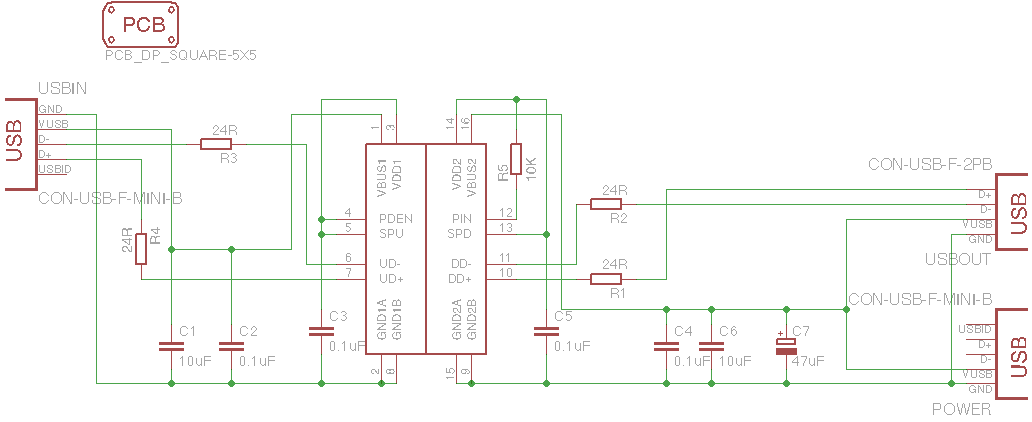 PCB
PCB_DP_SQUARE-5X5
USBIN
USB
GND
VUSB
D-
D+
USBID
CON-USB-F-MINI-B
24R
R3
24R
R4
1
3
14
16
VBUS1
VDD1
VDD2
VBUS2
R5
10K
4
PDEN
PIN
12
5
SPU
SPD
13
6
UD-
DD-
11
7
UD+
DD+
10
GND1A
GND1B
GND2A
GND2B
2
8
15
9
24R
R2
24R
R1
CON-USB-F-2PB
USB
D+
D-
VUSB
GND
USBOUT
C1
10uF
C2
0.1uF
C3
0.1uF
C5
0.1uF
C4
0.1uF
C6
10uF
+
C7
47uF
CON-USB-F-MINI-B
USB
USBID
D+
D-
VUSB
GND
POWER